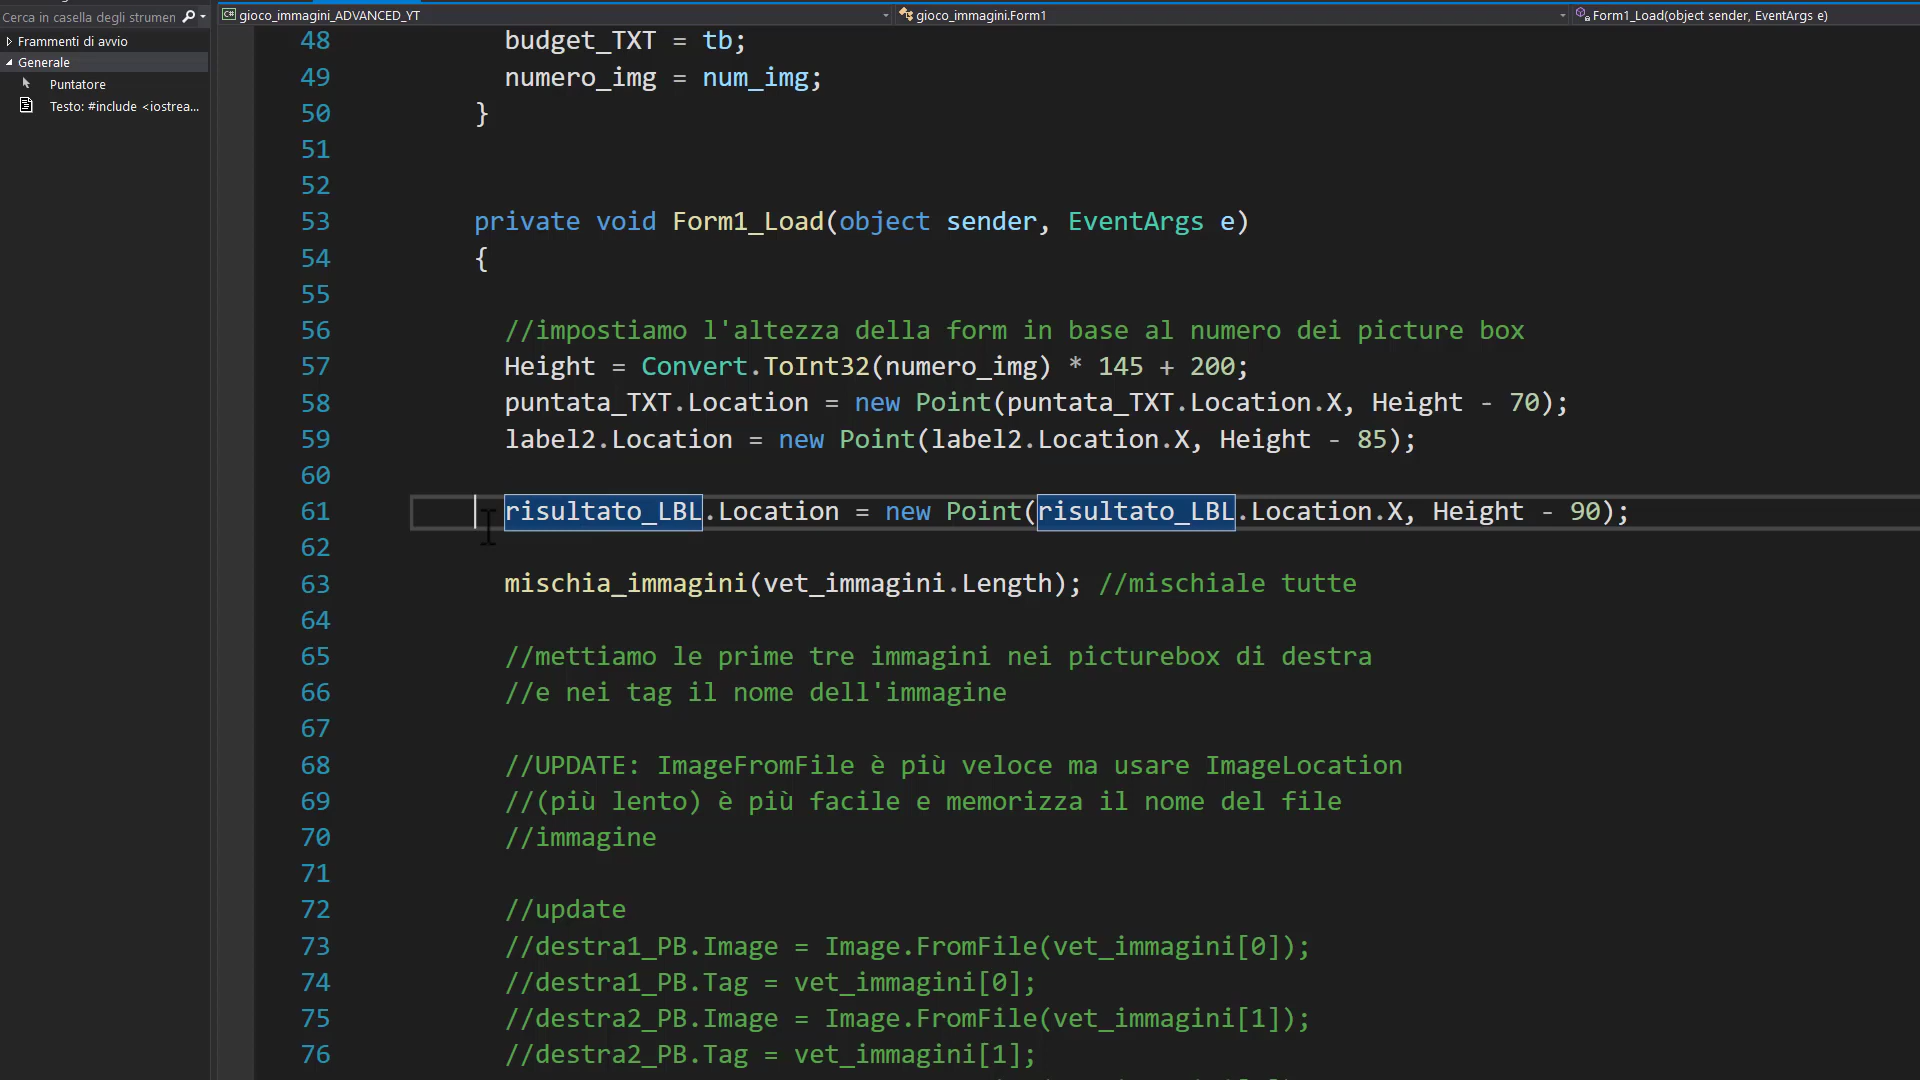 Cerca in casella degli strumen
gioco_immagini_ADVANCED_YT
gioco_immagini.Form1
Form1_Load(object sender, EventArgs e)
Frammenti di avvio
Generale
Puntatore
Testo: #include <iostrea...
48 budget_TXT = tb;
49 numero_img = num_img;
50 }
51
52
53 private void Form1_Load(object sender, EventArgs e)
54 {
55
56 //impostiamo l'altezza della form in base al numero dei picture box
57 Height = Convert.ToInt32(numero_img) * 145 + 200;
58 puntata_TXT.Location = new Point(puntata_TXT.Location.X, Height - 70);
59 label2.Location = new Point(label2.Location.X, Height - 85);
60
61 risultato_LBL.Location = new Point(risultato_LBL.Location.X, Height - 90);
62
63 mischia_immagini(vet_immagini.Length); //mischiale tutte
64
65 //mettiamo le prime tre immagini nei picturebox di destra
66 //e nei tag il nome dell'immagine
67
68 //UPDATE: ImageFromFile è più veloce ma usare ImageLocation
69 //(più lento) è più facile e memorizza il nome del file
70 //immagine
71
72 //update
73 //destra1_PB.Image = Image.FromFile(vet_immagini[0]);
74 //destra1_PB.Tag = vet_immagini[0];
75 //destra2_PB.Image = Image.FromFile(vet_immagini[1]);
76 //destra2_PB.Tag = vet_immagini[1];